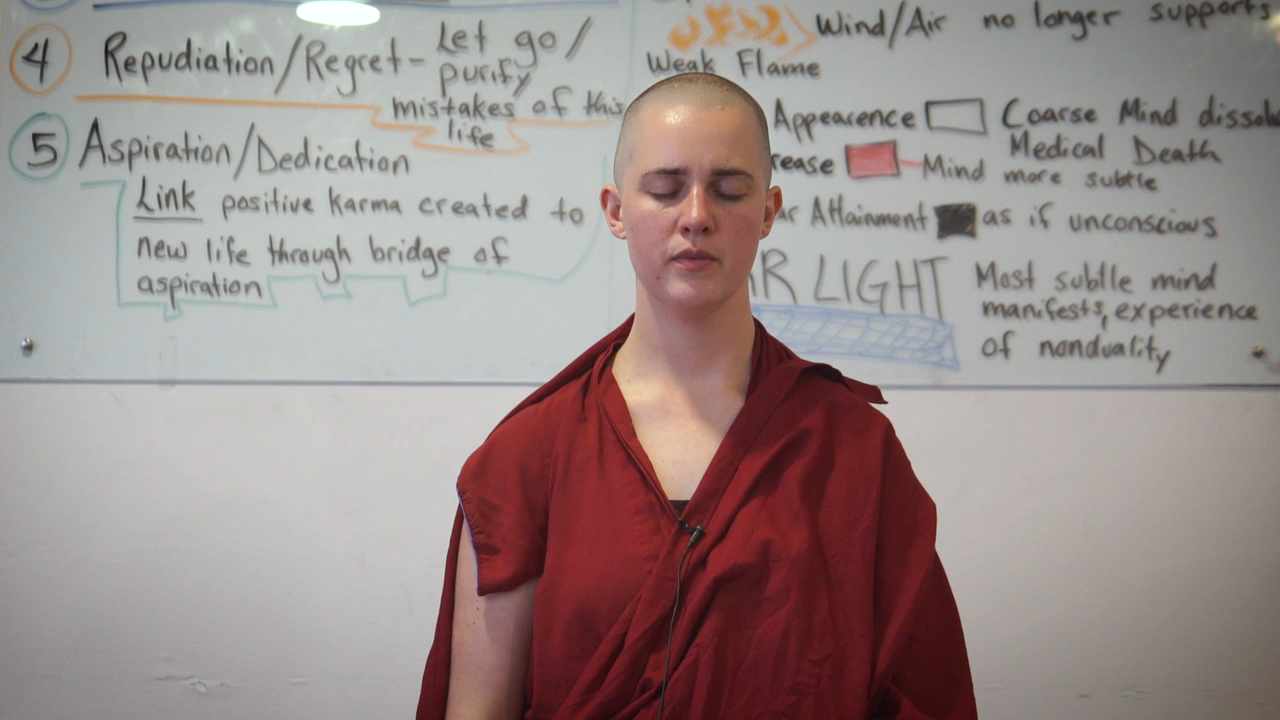 4 Repudiation/Regret - Let go/
purify
mistakes of this
life
5 Aspiration/Dedication
Link positive karma created to
new life through bridge of
aspiration
Wind/Air no longer supports
Weak Flame
Appearence Coarse Mind
Medical Death
Mind more subtle
Attainment as if unconscious
LIGHT Most subtle mind
manifests, experience
of nonduality